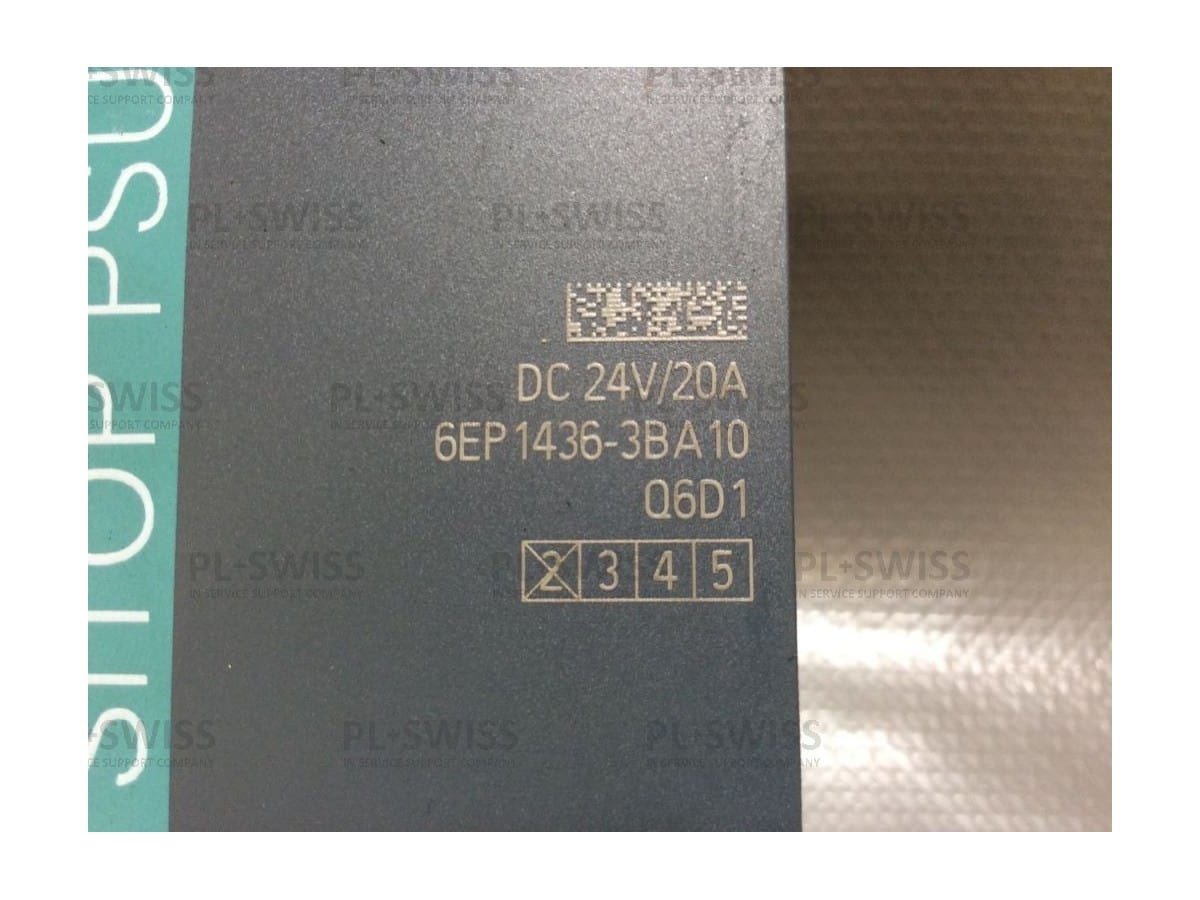 SITOP PSU
DC 24V/20A
6EP1436-3BA10
Q6D1
2 3 4 5
PL+SWISS
IN SERVICE SUPPORT COMPANY